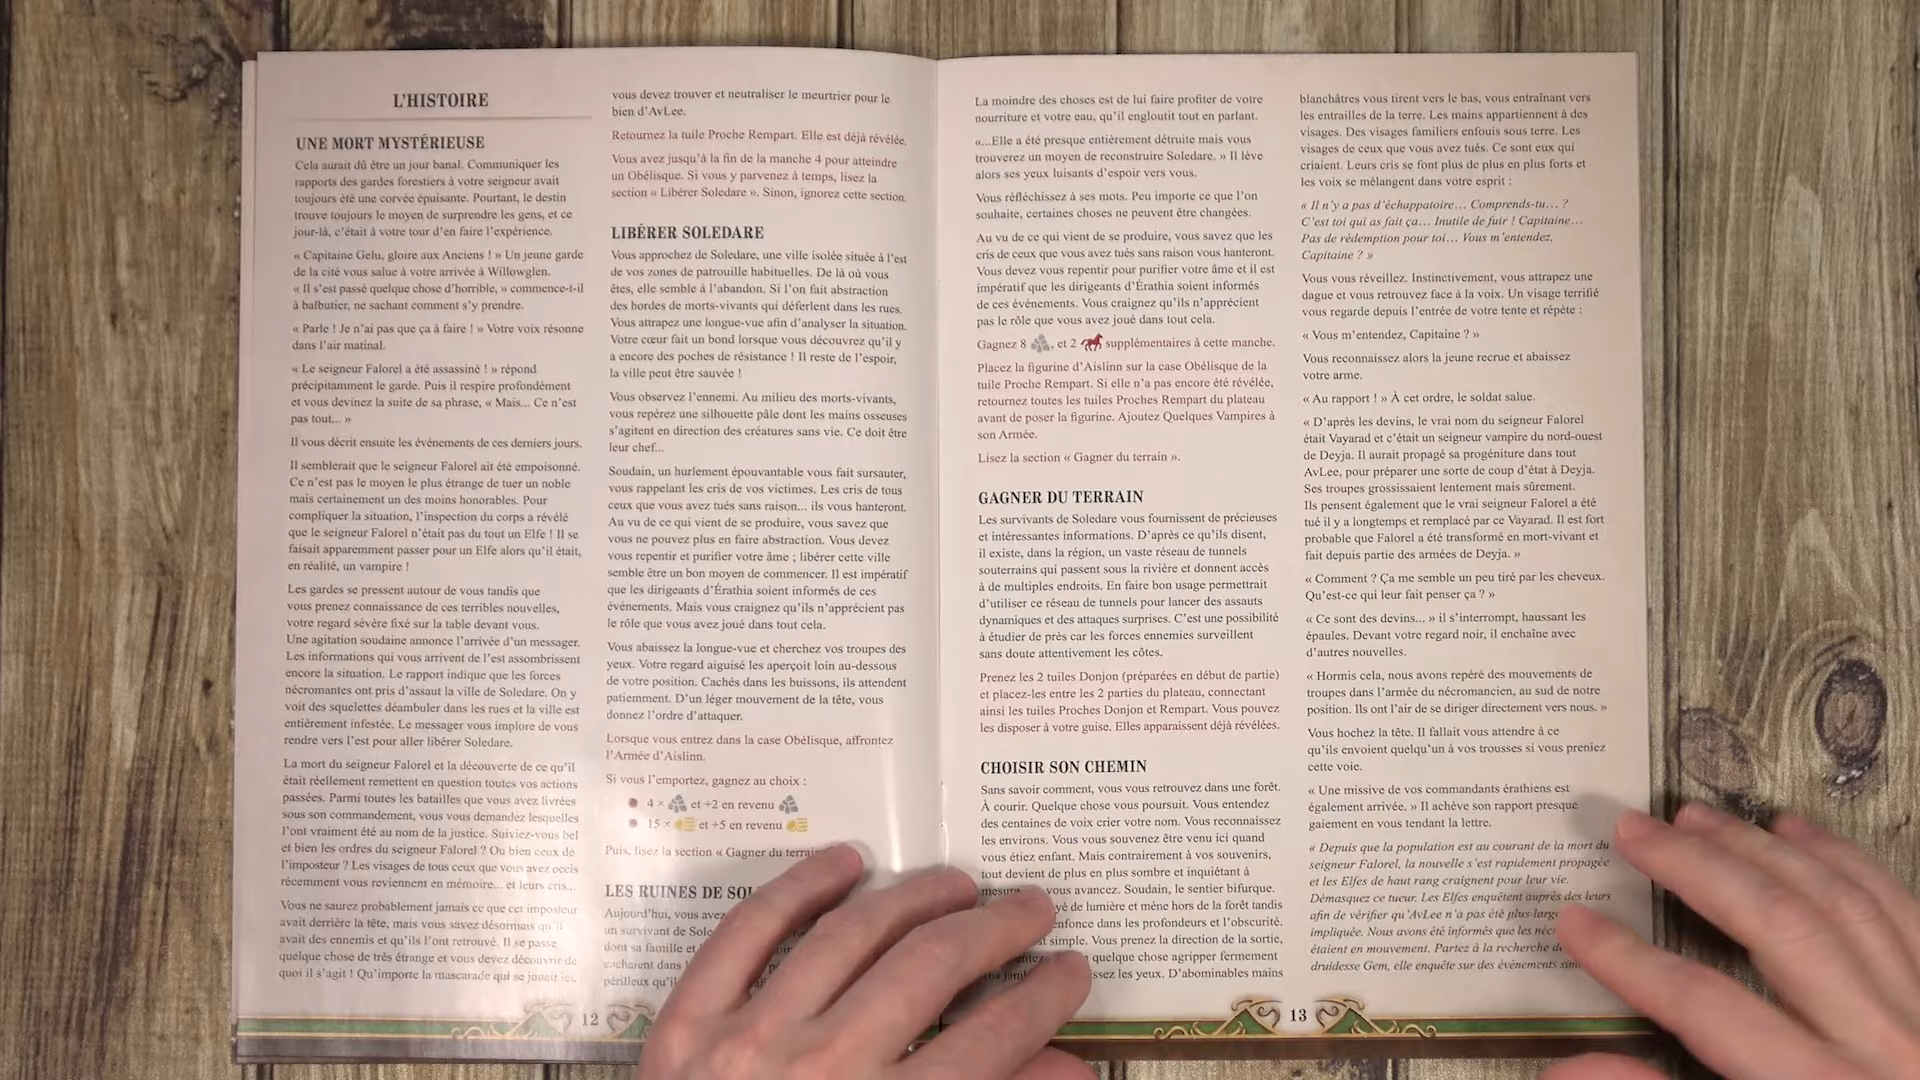 L'HISTOIRE
UNE MORT MYSTÉRIEUSE
Cela aurait dû être un jour banal. Communiquer les
rapports des gardes forestiers à votre seigneur avait
toujours été une corvée épuisante. Pourtant, le destin
trouve toujours le moyen de surprendre les gens, et ce
jour-là, c'était à votre tour d'en faire l'expérience.
« Capitaine Gelu, gloire aux Anciens ! » Un jeune garde
de la cité vous salue à votre arrivée à Willowglen.
« Il s'est passé quelque chose d'horrible, » commence-t-il
à balbutier, ne sachant comment s'y prendre.
« Parle ! Je n'ai pas que ça à faire ! » Votre voix résonne
dans l'air matinal.
« Le seigneur Falorel a été assassiné ! » répond
précipitamment le garde. Puis il respire profondément
et vous devinez la suite de sa phrase, « Mais... Ce n'est
pas tout... »
Il vous décrit ensuite les événements de ces derniers jours.
Il semblerait que le seigneur Falorel ait été empoisonné.
Ce n'est pas le moyen le plus étrange de tuer un noble
mais certainement un des moins honorables. Pour
compliquer la situation, l'inspection du corps a révélé
que le seigneur Falorel n'était pas du tout un Elfe ! Il se
faisait apparemment passer pour un Elfe alors qu'il était,
en réalité, un vampire !
Les gardes se pressent autour de vous tandis que
vous prenez connaissance de ces terribles nouvelles,
votre regard sévère fixé sur la table devant vous.
Une agitation soudaine annonce l'arrivée d'un messager.
Les informations qui vous arrivent de l'est assombrissent
encore la situation. Le rapport indique que les forces
nécromantes ont pris d'assaut la ville de Soledare. On y
voit des squelettes déambuler dans les rues et la ville est
entièrement infestée. Le messager vous implore de vous
rendre vers l'est pour aller libérer Soledare.
La mort du seigneur Falorel et la découverte de ce qu'il
était réellement remettent en question toutes vos actions
passées. Parmi toutes les batailles que vous avez livrées
sous son commandement, vous vous demandez lesquelles
l'ont vraiment été au nom de la justice. Suiviez-vous bel
et bien les ordres du seigneur Falorel ? Ou bien ceux de
l'imposteur ? Les visages de tous ceux que vous avez occis
récemment vous reviennent en mémoire... et leurs cris...
Vous ne saurez probablement jamais ce que cet imposteur
avait derrière la tête, mais vous savez désormais qu'il
avait des ennemis et qu'ils l'ont retrouvé. Il se passe
quelque chose de très étrange et vous devez découvrir de
quoi il s'agit ! Qu'importe la mascarade qui se jouait ici,
vous devez trouver et neutraliser le meurtrier pour le
bien d'AvLee.
Retournez la tuile Proche Rempart. Elle est déjà révélée.
Vous avez jusqu'à la fin de la manche 4 pour atteindre
un Obélisque. Si vous y parvenez à temps, lisez la
section « Libérer Soledare ». Sinon, ignorez cette section.
LIBÉRER SOLEDARE
Vous approchez de Soledare, une ville isolée située à l'est
de vos zones de patrouille habituelles. De là où vous
êtes, elle semble à l'abandon. Si l'on fait abstraction
des hordes de morts-vivants qui déferlent dans les rues.
Vous attrapez une longue-vue afin d'analyser la situation.
Votre cœur fait un bond lorsque vous découvrez qu'il y
a encore des poches de résistance ! Il reste de l'espoir,
la ville peut être sauvée !
Vous observez l'ennemi. Au milieu des morts-vivants,
vous repérez une silhouette pâle dont les mains osseuses
s'agitent en direction des créatures sans vie. Ce doit être
leur chef...
Soudain, un hurlement épouvantable vous fait sursauter,
vous rappelant les cris de vos victimes. Les cris de tous
ceux que vous avez tués sans raison... ils vous hanteront.
Au vu de ce qui vient de se produire, vous savez que
vous ne pouvez plus en faire abstraction. Vous devez
vous repentir et purifier votre âme ; libérer cette ville
semble être un bon moyen de commencer. Il est impératif
que les dirigeants d'Érathia soient informés de ces
événements. Mais vous craignez qu'ils n'apprécient pas
le rôle que vous avez joué dans tout cela.
Vous abaissez la longue-vue et cherchez vos troupes des
yeux. Votre regard aiguisé les aperçoit loin au-dessous
de votre position. Cachés dans les buissons, ils attendent
patiemment. D'un léger mouvement de la tête, vous
donnez l'ordre d'attaquer.
Lorsque vous entrez dans la case Obélisque, affrontez
l'Armée d'Aislinn.
Si vous l'emportez, gagnez au choix :
4 × et +2 en revenu
15 × et +5 en revenu
Puis, lisez la section « Gagner du terrain
LES RUINES DE
Aujourd'hui, vous avez
un survivant de
dont sa famille et
cachaient dans
périlleux qu'il
12
La moindre des choses est de lui faire profiter de votre
nourriture et votre eau, qu'il engloutit tout en parlant.
«...Elle a été presque entièrement détruite mais vous
trouverez un moyen de reconstruire Soledare. » Il lève
alors ses yeux luisants d'espoir vers vous.
Vous réfléchissez à ses mots. Peu importe ce que l'on
souhaite, certaines choses ne peuvent être changées.
Au vu de ce qui vient de se produire, vous savez que les
cris de ceux que vous avez tués sans raison vous hanteront.
Vous devez vous repentir pour purifier votre âme et il est
impératif que les dirigeants d'Érathia soient informés
de ces événements. Vous craignez qu'ils n'apprécient
pas le rôle que vous avez joué dans tout cela.
Gagnez 8 , et 2 supplémentaires à cette manche.
Placez la figurine d'Aislinn sur la case Obélisque de la
tuile Proche Rempart. Si elle n'a pas encore été révélée,
retournez toutes les tuiles Proches Rempart du plateau
avant de poser la figurine. Ajoutez Quelques Vampires à
son Armée.
Lisez la section « Gagner du terrain ».
GAGNER DU TERRAIN
Les survivants de Soledare vous fournissent de précieuses
et intéressantes informations. D'après ce qu'ils disent,
il existe, dans la région, un vaste réseau de tunnels
souterrains qui passent sous la rivière et donnent accès
à de multiples endroits. En faire bon usage permettrait
d'utiliser ce réseau de tunnels pour lancer des assauts
dynamiques et des attaques surprises. C'est une possibilité
à étudier de près car les forces ennemies surveillent
sans doute attentivement les côtes.
Prenez les 2 tuiles Donjon (préparées en début de partie)
et placez-les entre les 2 parties du plateau, connectant
ainsi les tuiles Proches Donjon et Rempart. Vous pouvez
les disposer à votre guise. Elles apparaissent déjà révélées.
CHOISIR SON CHEMIN
Sans savoir comment, vous vous retrouvez dans une forêt.
À courir. Quelque chose vous poursuit. Vous entendez
des centaines de voix crier votre nom. Vous reconnaissez
les environs. Vous vous souvenez être venu ici quand
vous étiez enfant. Mais contrairement à vos souvenirs,
tout devient de plus en plus sombre et inquiétant à
mesure vous avancez. Soudain, le sentier bifurque.
de lumière et mène hors de la forêt tandis
enfonce dans les profondeurs et l'obscurité.
simple. Vous prenez la direction de la sortie,
quelque chose agripper fermement
les yeux. D'abominables mains
blanchâtres vous tirent vers le bas, vous entraînant vers
les entrailles de la terre. Les mains appartiennent à des
visages. Des visages familiers enfouis sous terre. Les
visages de ceux que vous avez tués. Ce sont eux qui
criaient. Leurs cris se font plus de plus en plus forts et
les voix se mélangent dans votre esprit :
« Il n'y a pas d'échappatoire... Comprends-tu... ?
C'est toi qui as fait ça... Inutile de fuir ! Capitaine...
Pas de rédemption pour toi... Vous m'entendez,
Capitaine ? »
Vous vous réveillez. Instinctivement, vous attrapez une
dague et vous retrouvez face à la voix. Un visage terrifié
vous regarde depuis l'entrée de votre tente et répète :
« Vous m'entendez, Capitaine ? »
Vous reconnaissez alors la jeune recrue et abaissez
votre arme.
« Au rapport ! » À cet ordre, le soldat salue.
« D'après les devins, le vrai nom du seigneur Falorel
était Vayarad et c'était un seigneur vampire du nord-ouest
de Deyja. Il aurait propagé sa progéniture dans tout
AvLee, pour préparer une sorte de coup d'état à Deyja.
Ses troupes grossissaient lentement mais sûrement.
Ils pensent également que le vrai seigneur Falorel a été
tué il y a longtemps et remplacé par ce Vayarad. Il est fort
probable que Falorel a été transformé en mort-vivant et
fait depuis partie des armées de Deyja. »
« Comment ? Ça me semble un peu tiré par les cheveux.
Qu'est-ce qui leur fait penser ça ? »
« Ce sont des devins... » il s'interrompt, haussant les
épaules. Devant votre regard noir, il enchaîne avec
d'autres nouvelles.
« Hormis cela, nous avons repéré des mouvements de
troupes dans l'armée du nécromancien, au sud de notre
position. Ils ont l'air de se diriger directement vers nous. »
Vous hochez la tête. Il fallait vous attendre à ce
qu'ils envoient quelqu'un à vos trousses si vous preniez
cette voie.
« Une missive de vos commandants érathiens est
également arrivée. » Il achève son rapport presque
gaiement en vous tendant la lettre.
« Depuis que la population est au courant de la mort du
seigneur Falorel, la nouvelle s'est rapidement propagée
et les Elfes de haut rang craignent pour leur vie.
Démasquez ce tueur. Les Elfes enquêtent auprès des leurs
afin de vérifier qu'AvLee n'a pas été plus
impliquée. Nous avons été informés que les
étaient en mouvement. Partez à la recherche
druidesse Gem, elle enquête sur des événements
13